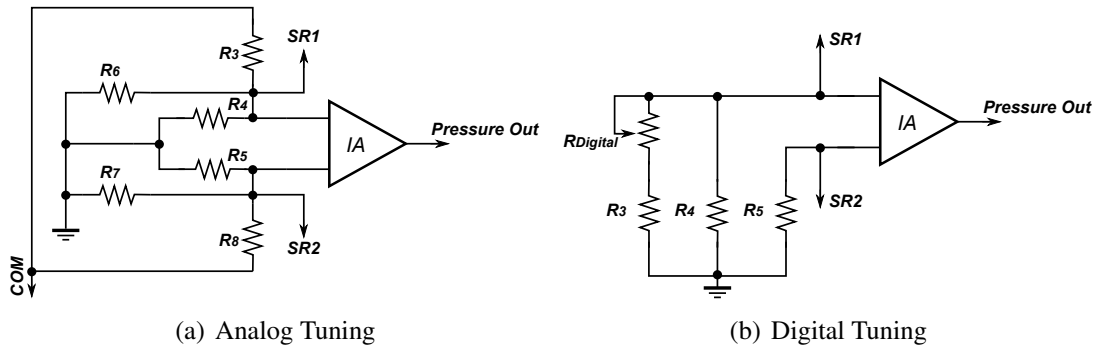 R3
SR1
R6
R4
IA
Pressure Out
R5
R7
SR2
R8
COM
(a) Analog Tuning
SR1
IA
Pressure Out
RDigital
SR2
R3
R4
R5
(b) Digital Tuning